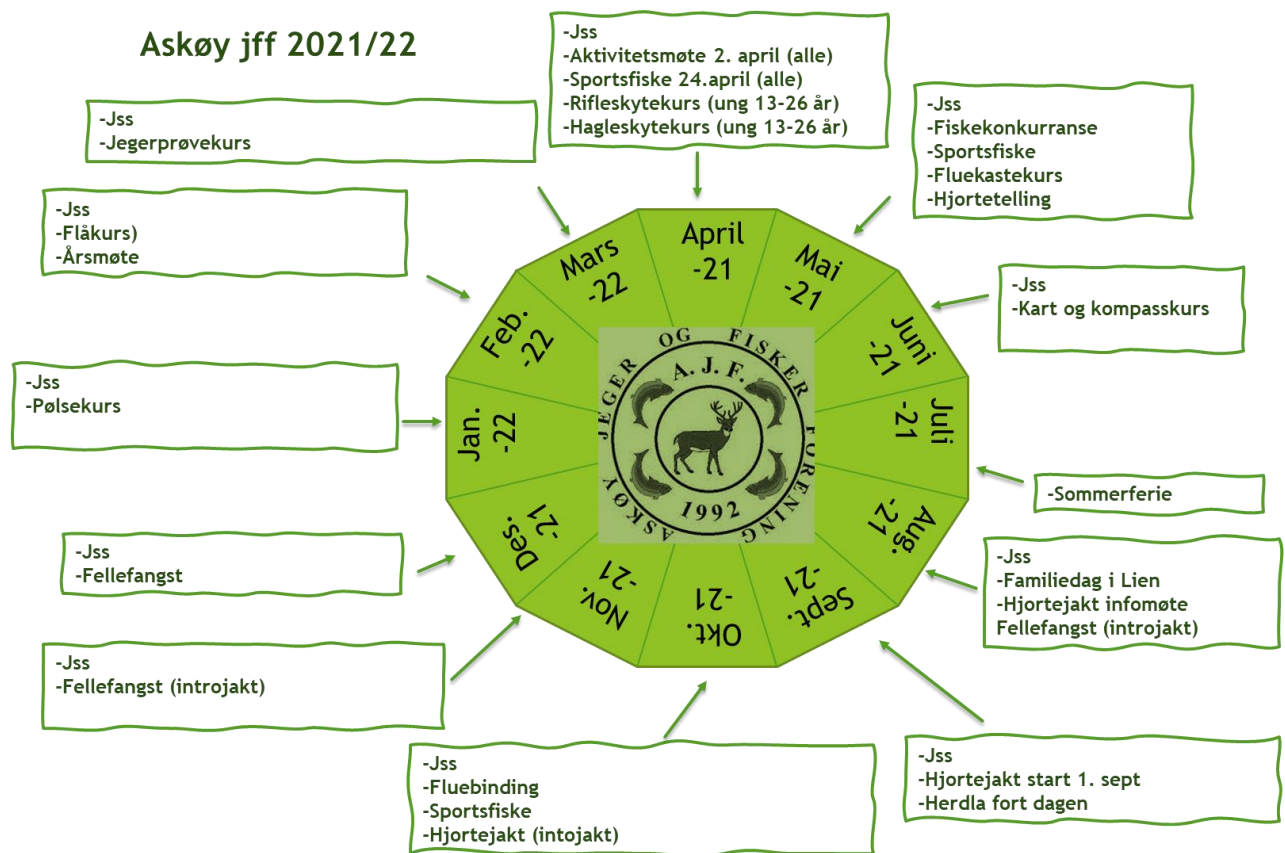 Askøy jff 2021/22
-Jss
-Aktivitetsmøte 2. april (alle)
-Sportsfiske 24.april (alle)
-Rifleskytekurs (ung 13-26 år)
-Hagleskytekurs (ung 13-26 år)
-Jss
-Fiskekonkurranse
-Sportsfiske
-Fluekastekurs
-Hjortetelling
-Jss
-Kart og kompasskurs
-Sommerferie
-Jss
-Familiedag i Lien
-Hjortejakt infomøte
Fellefangst (introjakt)
-Jss
-Hjortejakt start 1. sept
-Herdla fort dagen
-Jss
-Fluebinding
-Sportsfiske
-Hjortejakt (intojakt)
-Jss
-Fellefangst (introjakt)
-Jss
-Fellefangst
-Jss
-Pølsekurs
-Jss
-Flåkurs)
-Årsmøte
-Jss
-Jegerprøvekurs
April
-21
Mai
-21
Juni
-21
Juli
-21
Aug.
-21
Sept.
-21
Okt.
-21
Nov.
-21
Des.
-21
Jan.
-22
Feb.
-22
Mars
-22
ASKØY JEGER OG FISKER FORENING
A. J. F.
1992